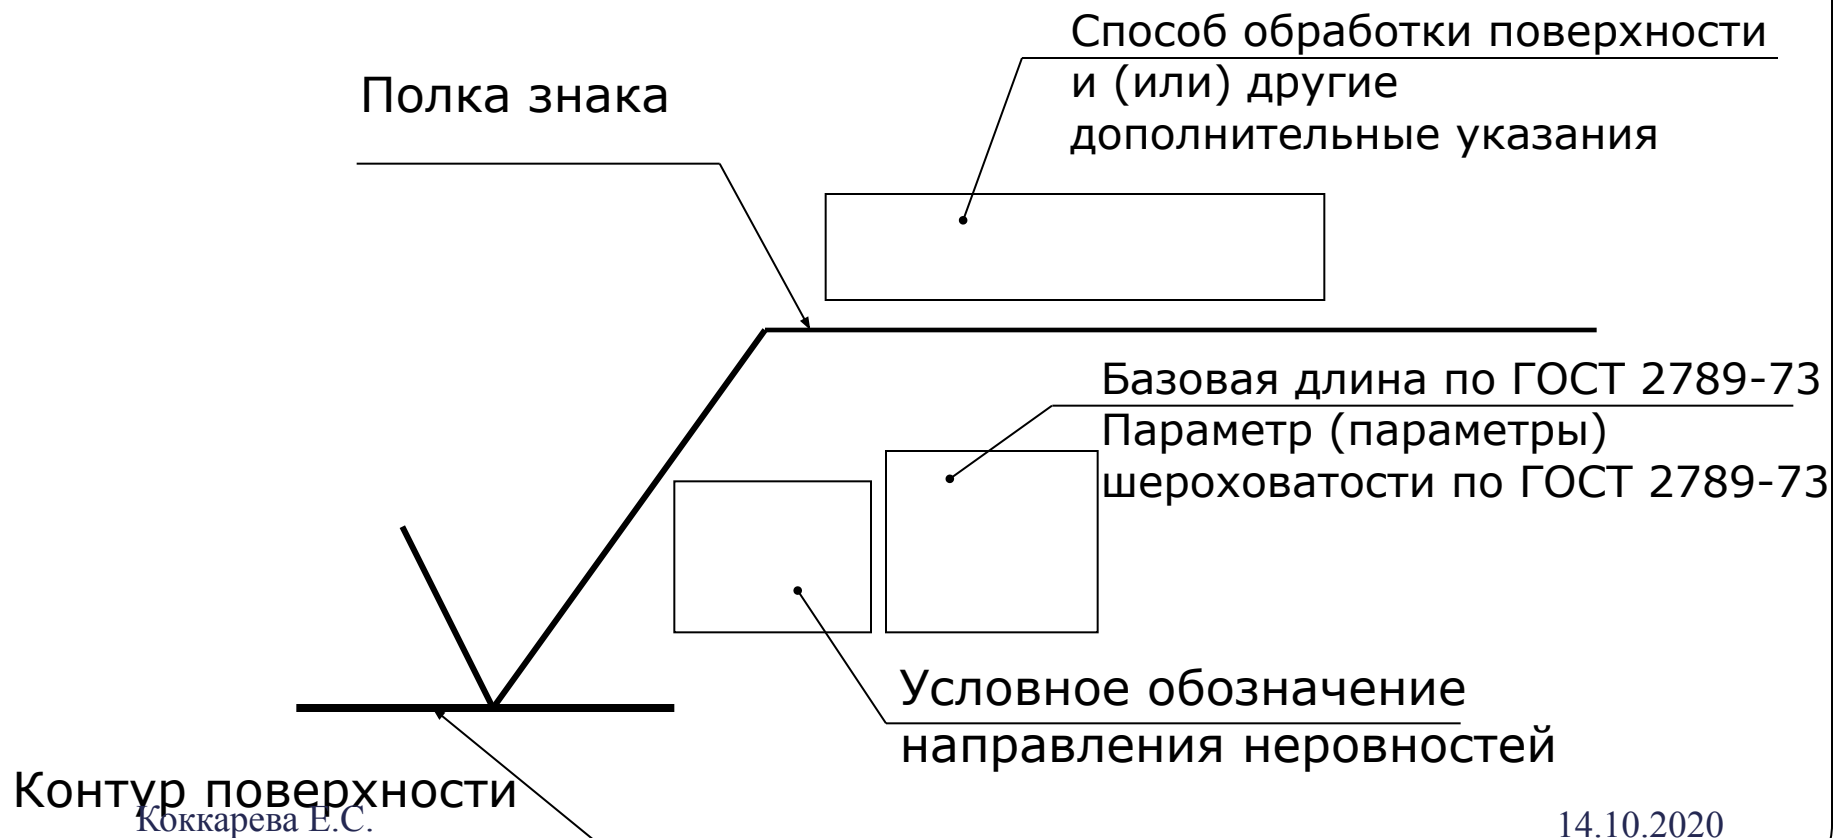 Способ обработки поверхности
и (или) другие
дополнительные указания
Полка знака
Базовая длина по ГОСТ 2789-73
Параметр (параметры)
шероховатости по ГОСТ 2789-73
Условное обозначение
направления неровностей
Контур поверхности
Коккарева Е.С.
14.10.2020